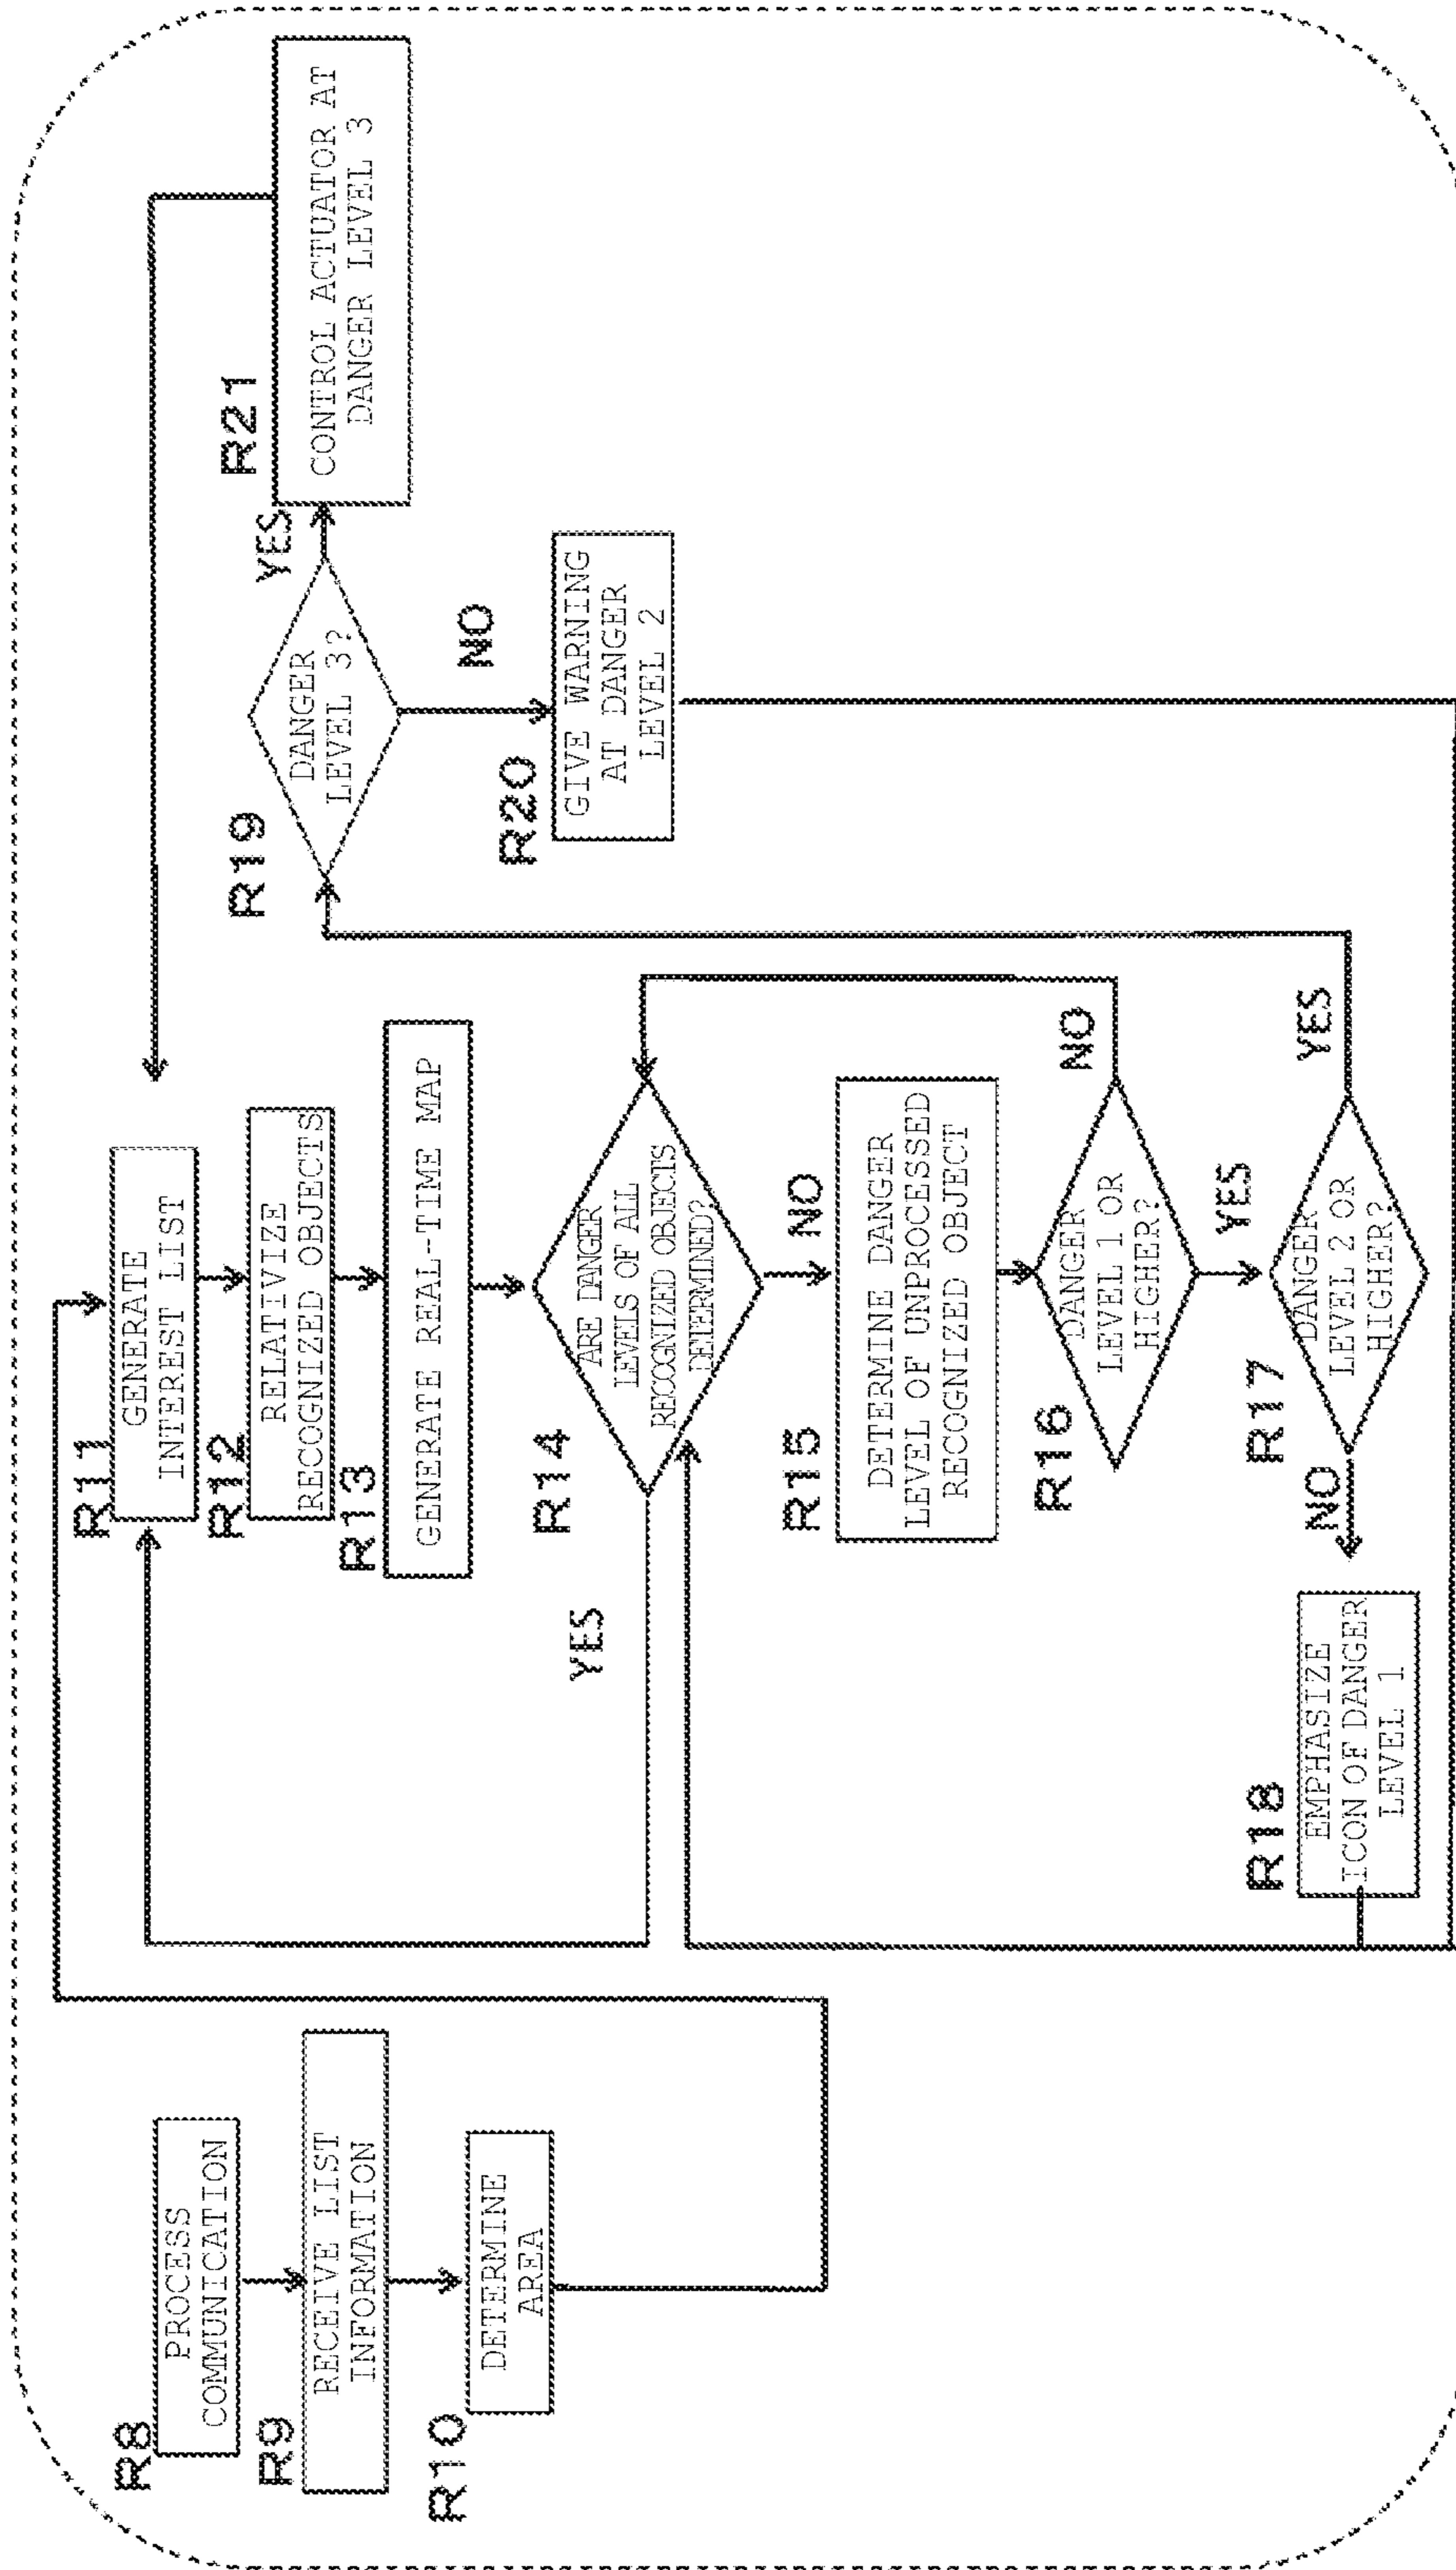 R8
PROCESS
COMMUNICATION
R9
RECEIVE LIST
INFORMATION
R10
DETERMINE
AREA
R11
GENERATE
INTEREST LIST
R12
RELATIVIZE
RECOGNIZED OBJECTS
R13
GENERATE REAL-TIME MAP
R14
ARE DANGER
LEVELS OF ALL
RECOGNIZED OBJECTS
DETERMINED?
YES
NO
R15
DETERMINE DANGER
LEVEL OF UNPROCESSED
RECOGNIZED OBJECT
R16
DANGER
LEVEL 1 OR
HIGHER?
NO
YES
R17
DANGER
LEVEL 2 OR
HIGHER?
NO
YES
R18
EMPHASIZE
ICON OF DANGER
LEVEL 1
R19
DANGER
LEVEL 3?
YES
NO
R20
GIVE WARNING
AT DANGER
LEVEL 2
R21
CONTROL ACTUATOR AT
DANGER LEVEL 3